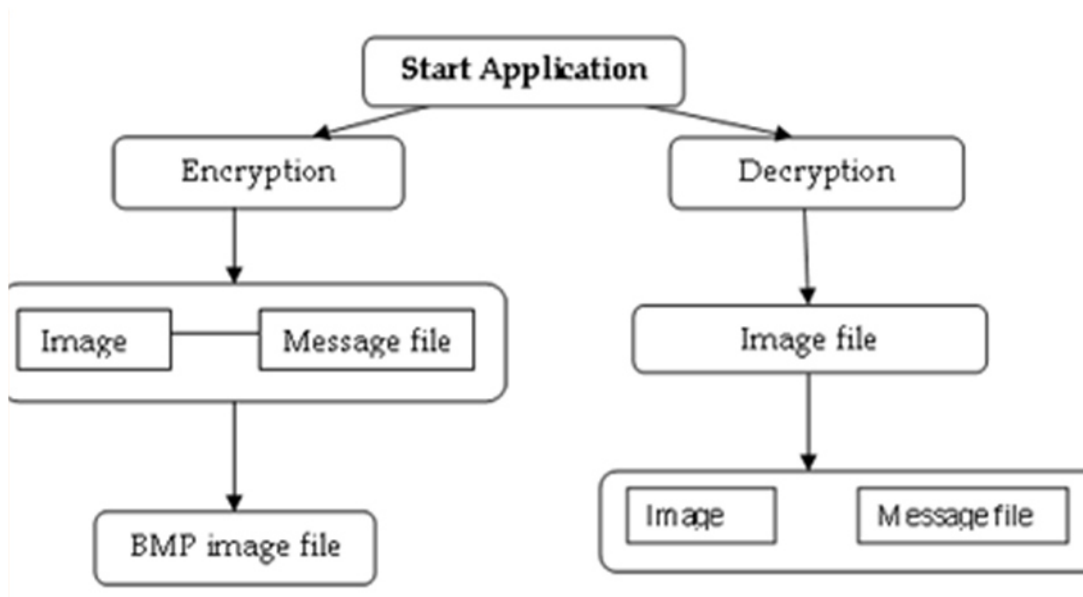 Start Application
Encryption
Decryption
Image
Message file
Image file
BMP image file
Image
Message file